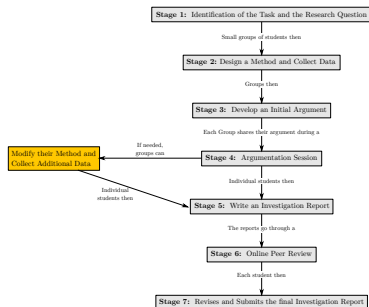 Stage 1: Identification of the Task and the Research Question
Small groups of students then
Stage 2: Design a Method and Collect Data
Groups then
Stage 3: Develop an Initial Argument
Each Group shares their argument during a
If needed,
groups can
Modify their Method and
Collect Additional Data
Stage 4: Argumentation Session
Individual
students then
Individual students then
Stage 5: Write an Investigation Report
The reports go through a
Stage 6: Online Peer Review
Each student then
Stage 7: Revises and Submits the final Investigation Report